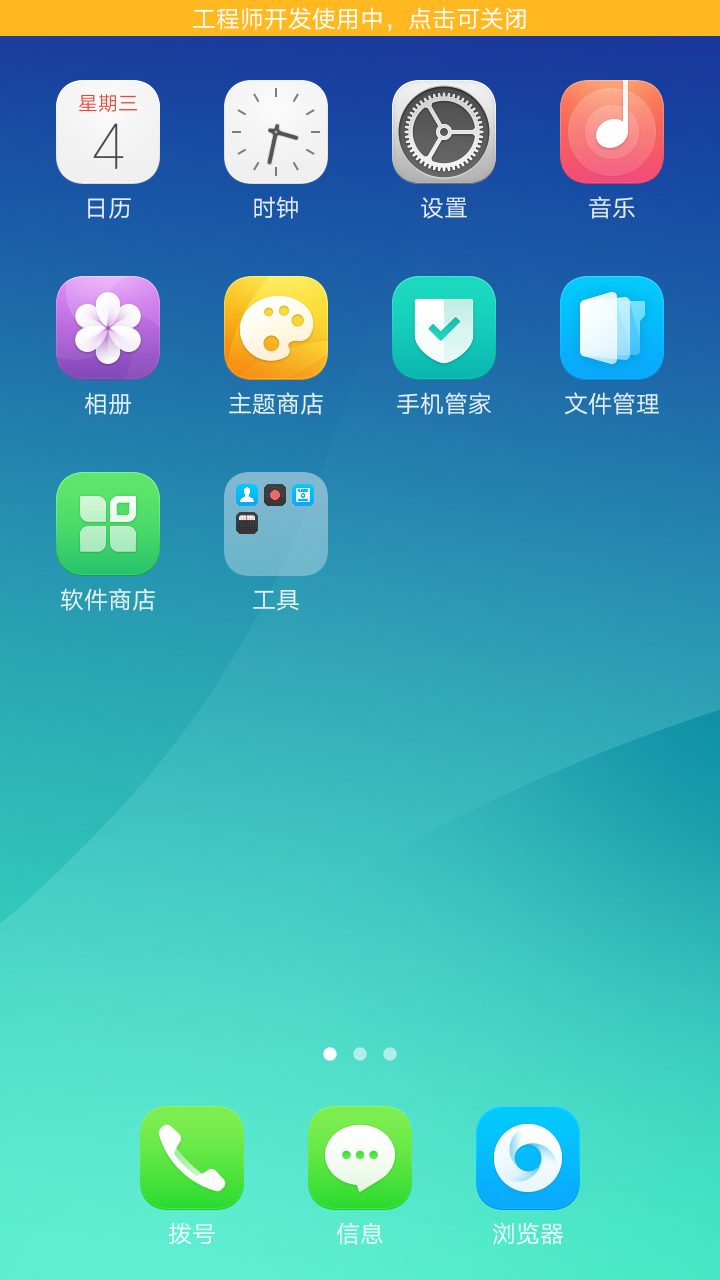 工程师开发使用中，点击可关闭
星期三
4
日历
时钟
设置
音乐
相册
主题商店
手机管家
文件管理
软件商店
工具
拨号
信息
浏览器